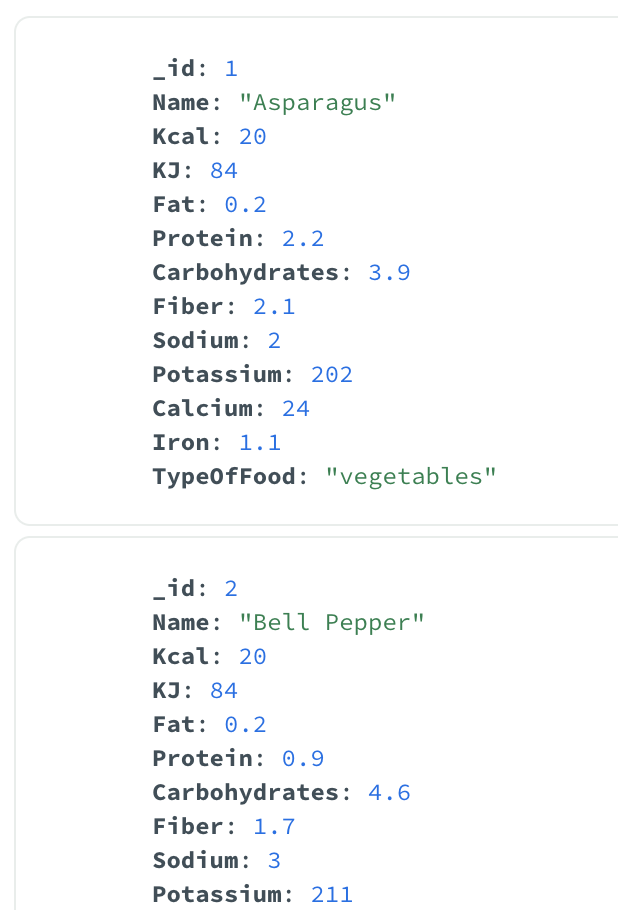 _id: 1
Name: "Asparagus"
Kcal: 20
KJ: 84
Fat: 0.2
Protein: 2.2
Carbohydrates: 3.9
Fiber: 2.1
Sodium: 2
Potassium: 202
Calcium: 24
Iron: 1.1
TypeOfFood: "vegetables"
_id: 2
Name: "Bell Pepper"
Kcal: 20
KJ: 84
Fat: 0.2
Protein: 0.9
Carbohydrates: 4.6
Fiber: 1.7
Sodium: 3
Potassium: 211